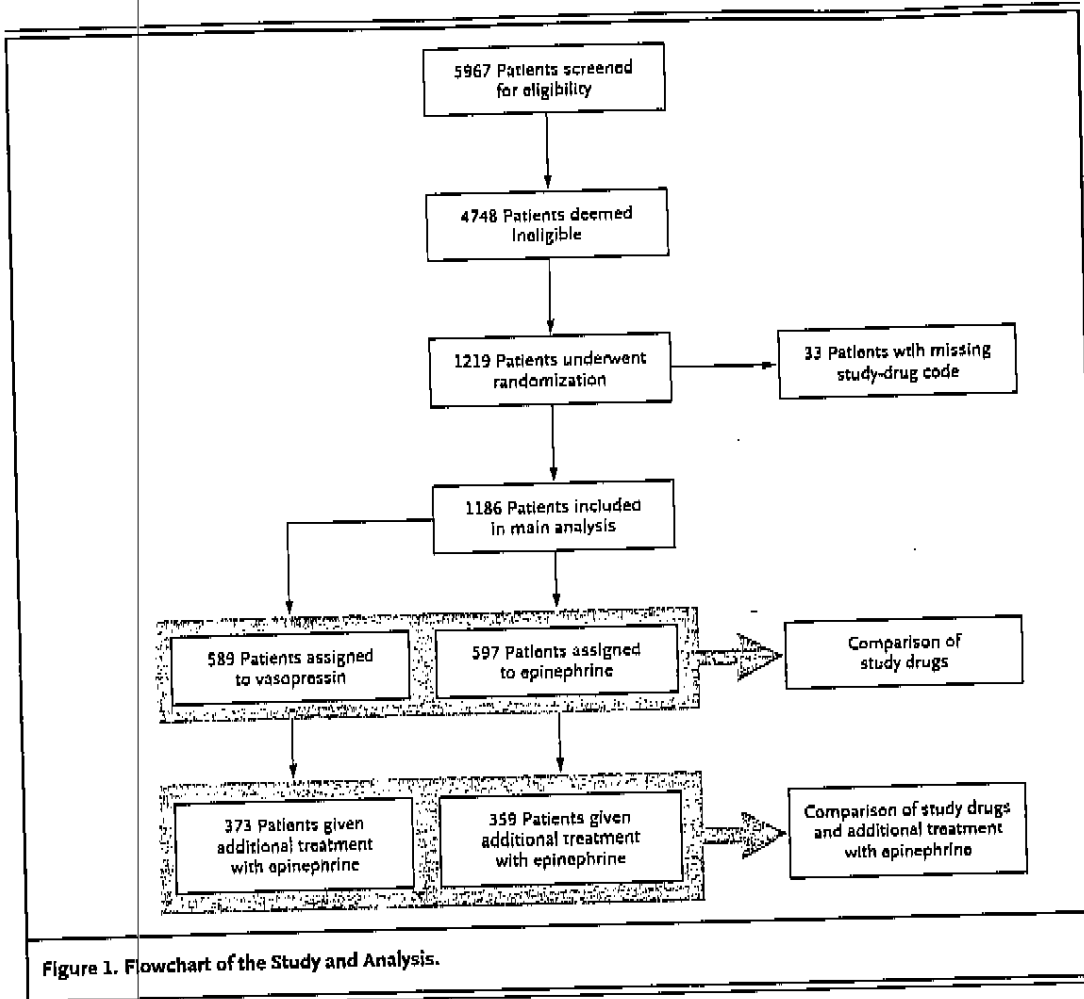 5967 Patients screened
for eligibility
4748 Patients deemed
Ineligible
1219 Patients underwent
randomization
33 Patients with missing
study-drug code
1186 Patients included
in main analysis
589 Patients assigned
to vasopressin
597 Patients assigned
to epinephrine
Comparison of
study drugs
373 Patients given
additional treatment
with epinephrine
359 Patients given
additional treatment
with epinephrine
Comparison of study drugs
and additional treatment
with epinephrine
Figure 1. Flowchart of the Study and Analysis.